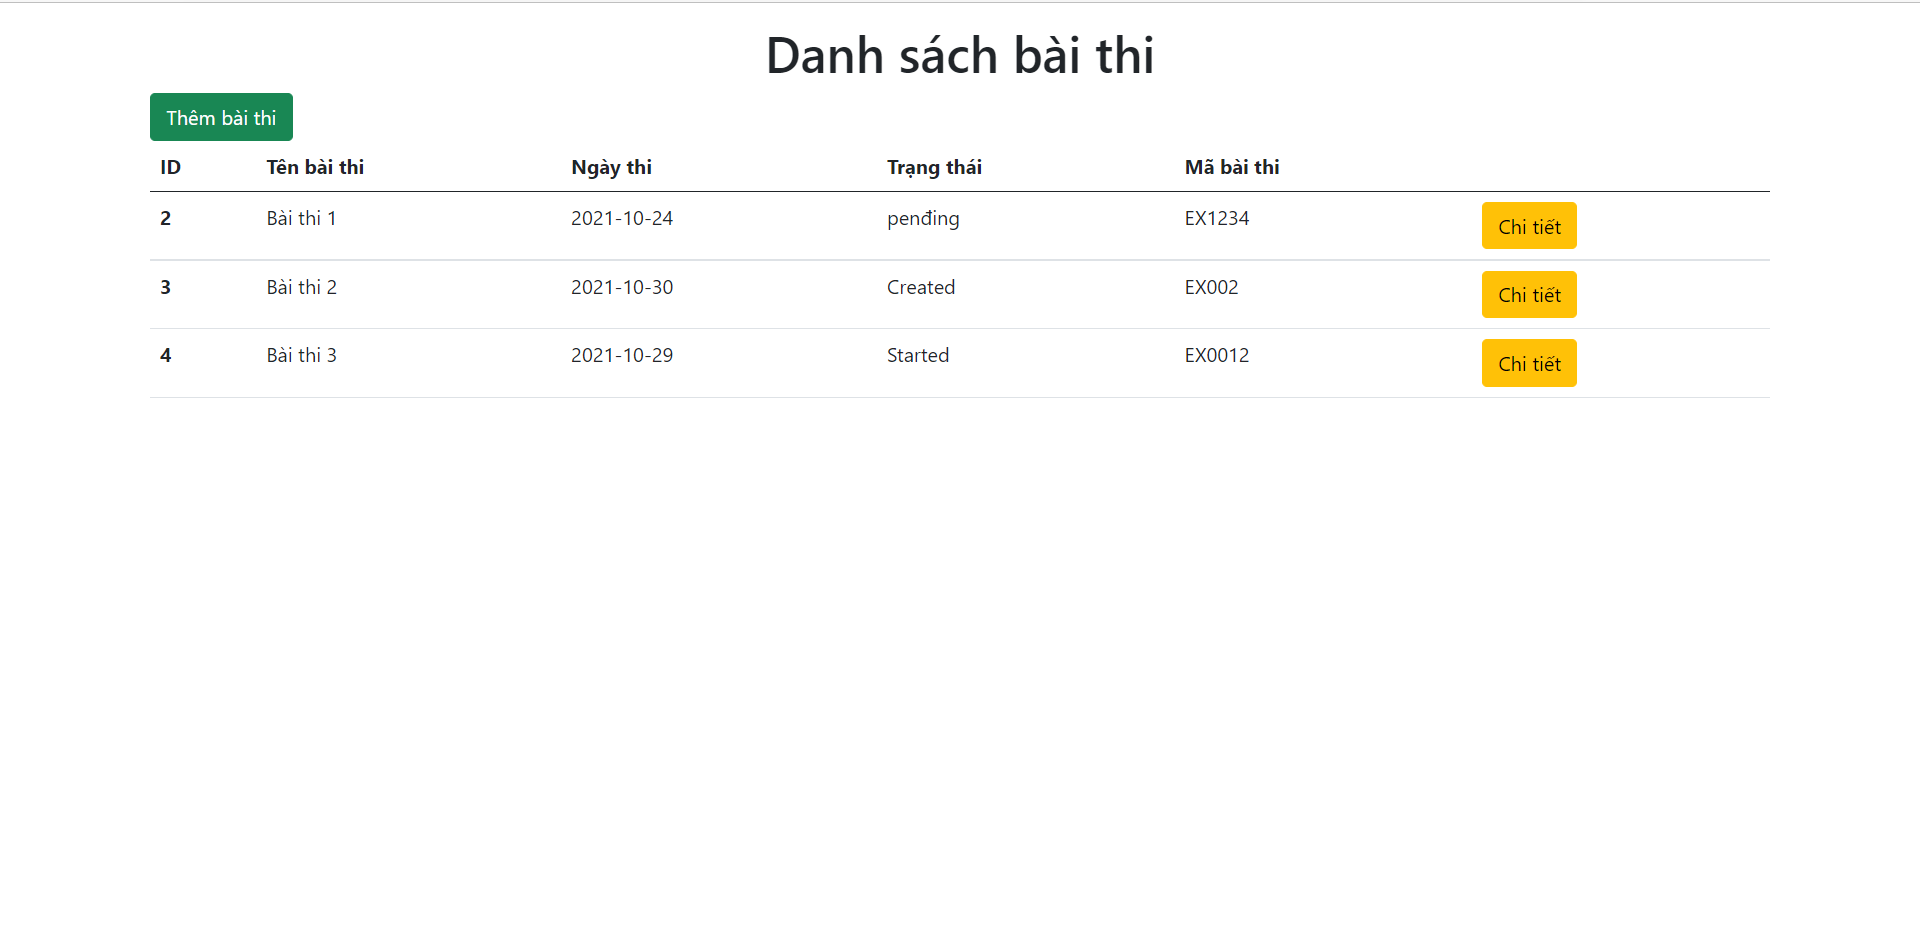 Danh sách bài thi
Thêm bài thi
ID Tên bài thi Ngày thi Trạng thái Mã bài thi
2 Bài thi 1 2021-10-24 penđing EX1234 Chi tiết
3 Bài thi 2 2021-10-30 Created EX002 Chi tiết
4 Bài thi 3 2021-10-29 Started EX0012 Chi tiết